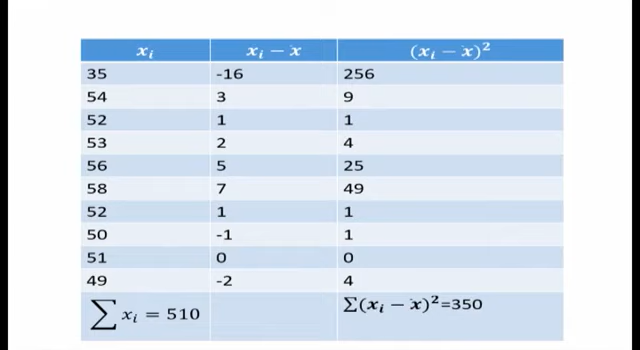 xᵢ xᵢ − ẋ (xᵢ − ẋ)²
35 -16 256
54 3 9
52 1 1
53 2 4
56 5 25
58 7 49
52 1 1
50 -1 1
51 0 0
49 -2 4
∑ xᵢ = 510 Σ(xᵢ − ẋ)²=350